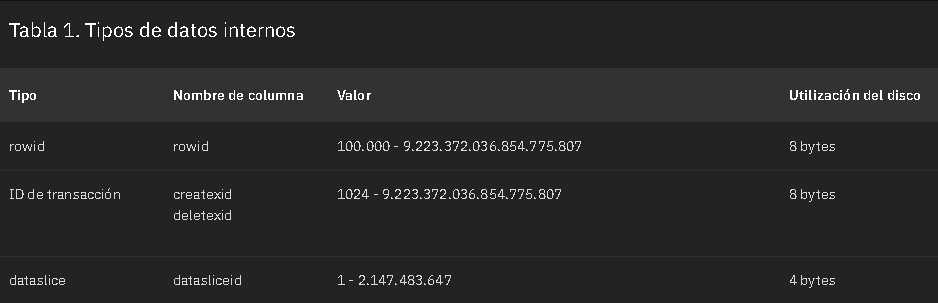 Tabla 1. Tipos de datos internos
Tipo Nombre de columna Valor Utilización del disco
rowid rowid 100.000 - 9.223.372.036.854.775.807 8 bytes
ID de transacción createxid 1024 - 9.223.372.036.854.775.807 8 bytes
deletexid
dataslice datasliceid 1 - 2.147.483.647 4 bytes